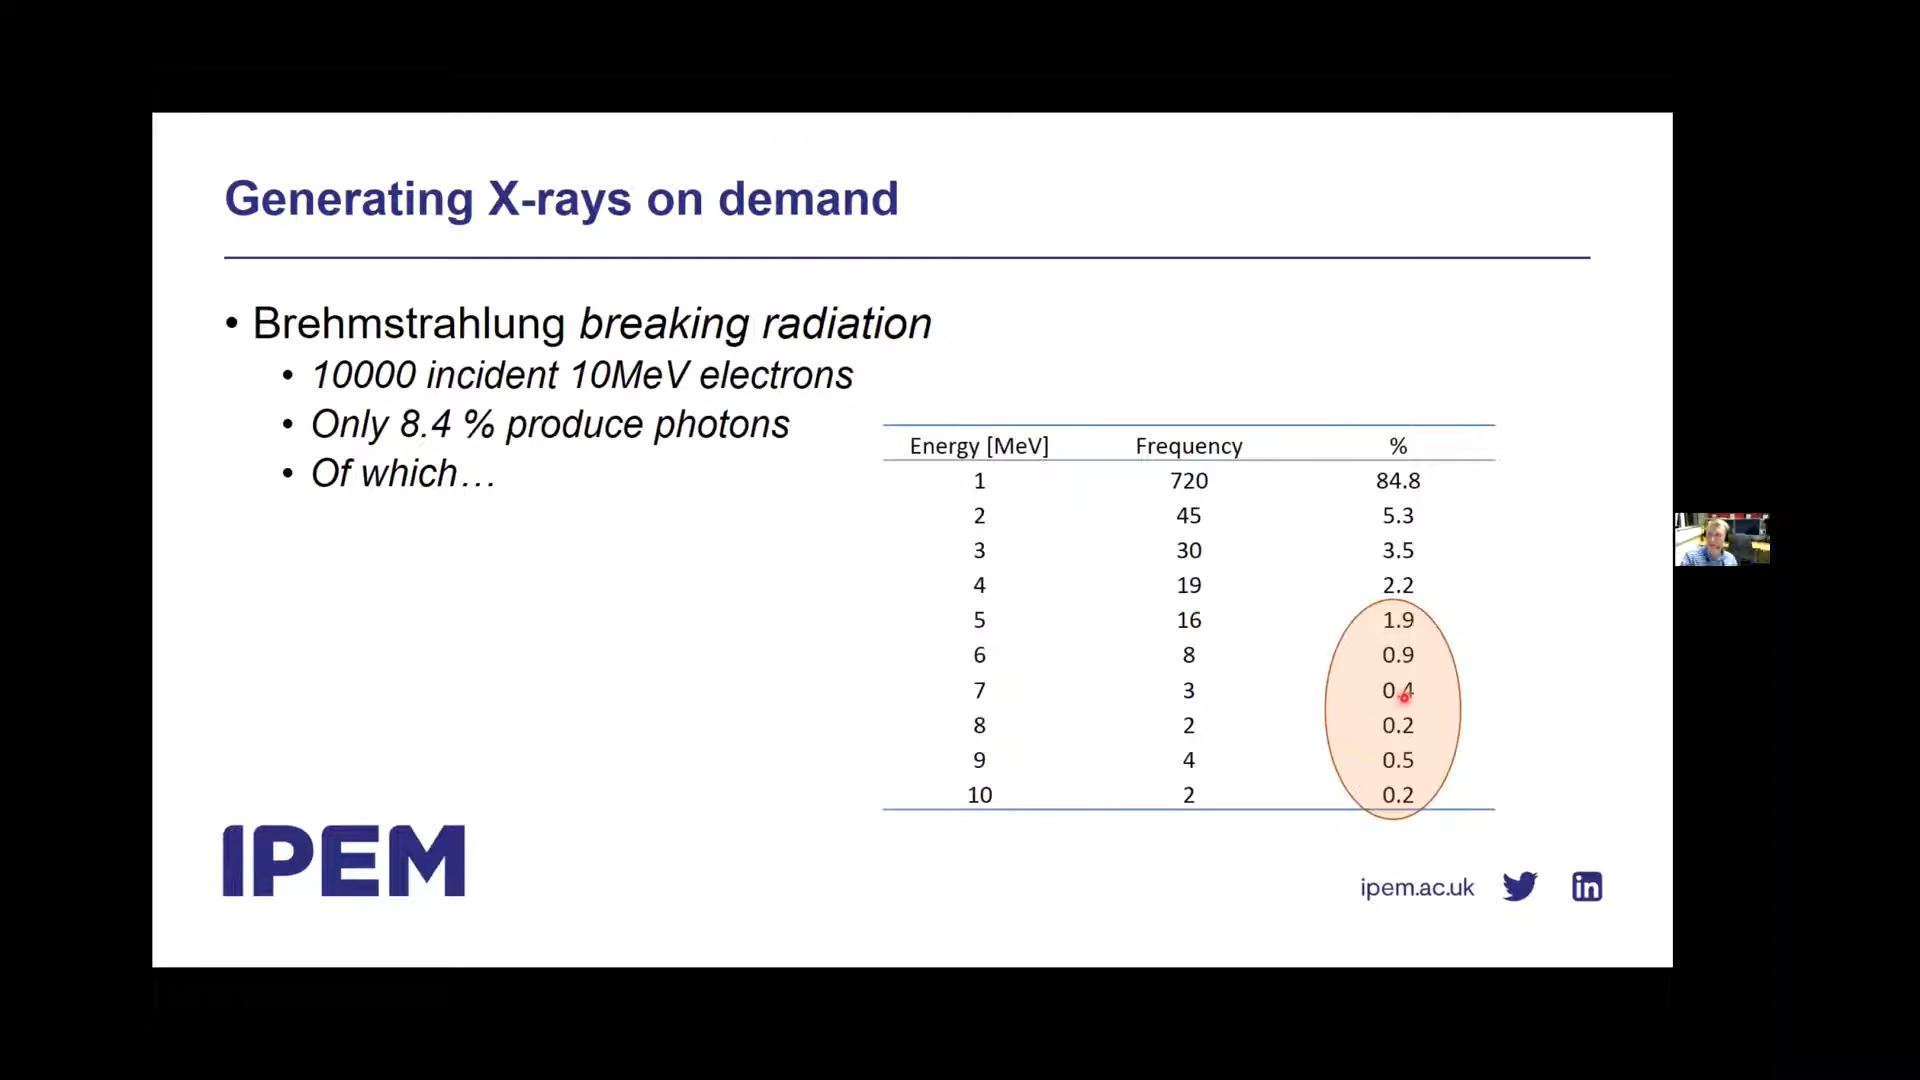 Generating X-rays on demand
• Brehmstrahlung breaking radiation
• 10000 incident 10MeV electrons
• Only 8.4 % produce photons
• Of which…
Energy [MeV] Frequency %
1 720 84.8
2 45 5.3
3 30 3.5
4 19 2.2
5 16 1.9
6 8 0.9
7 3 0.4
8 2 0.2
9 4 0.5
10 2 0.2
IPEM
ipem.ac.uk
in